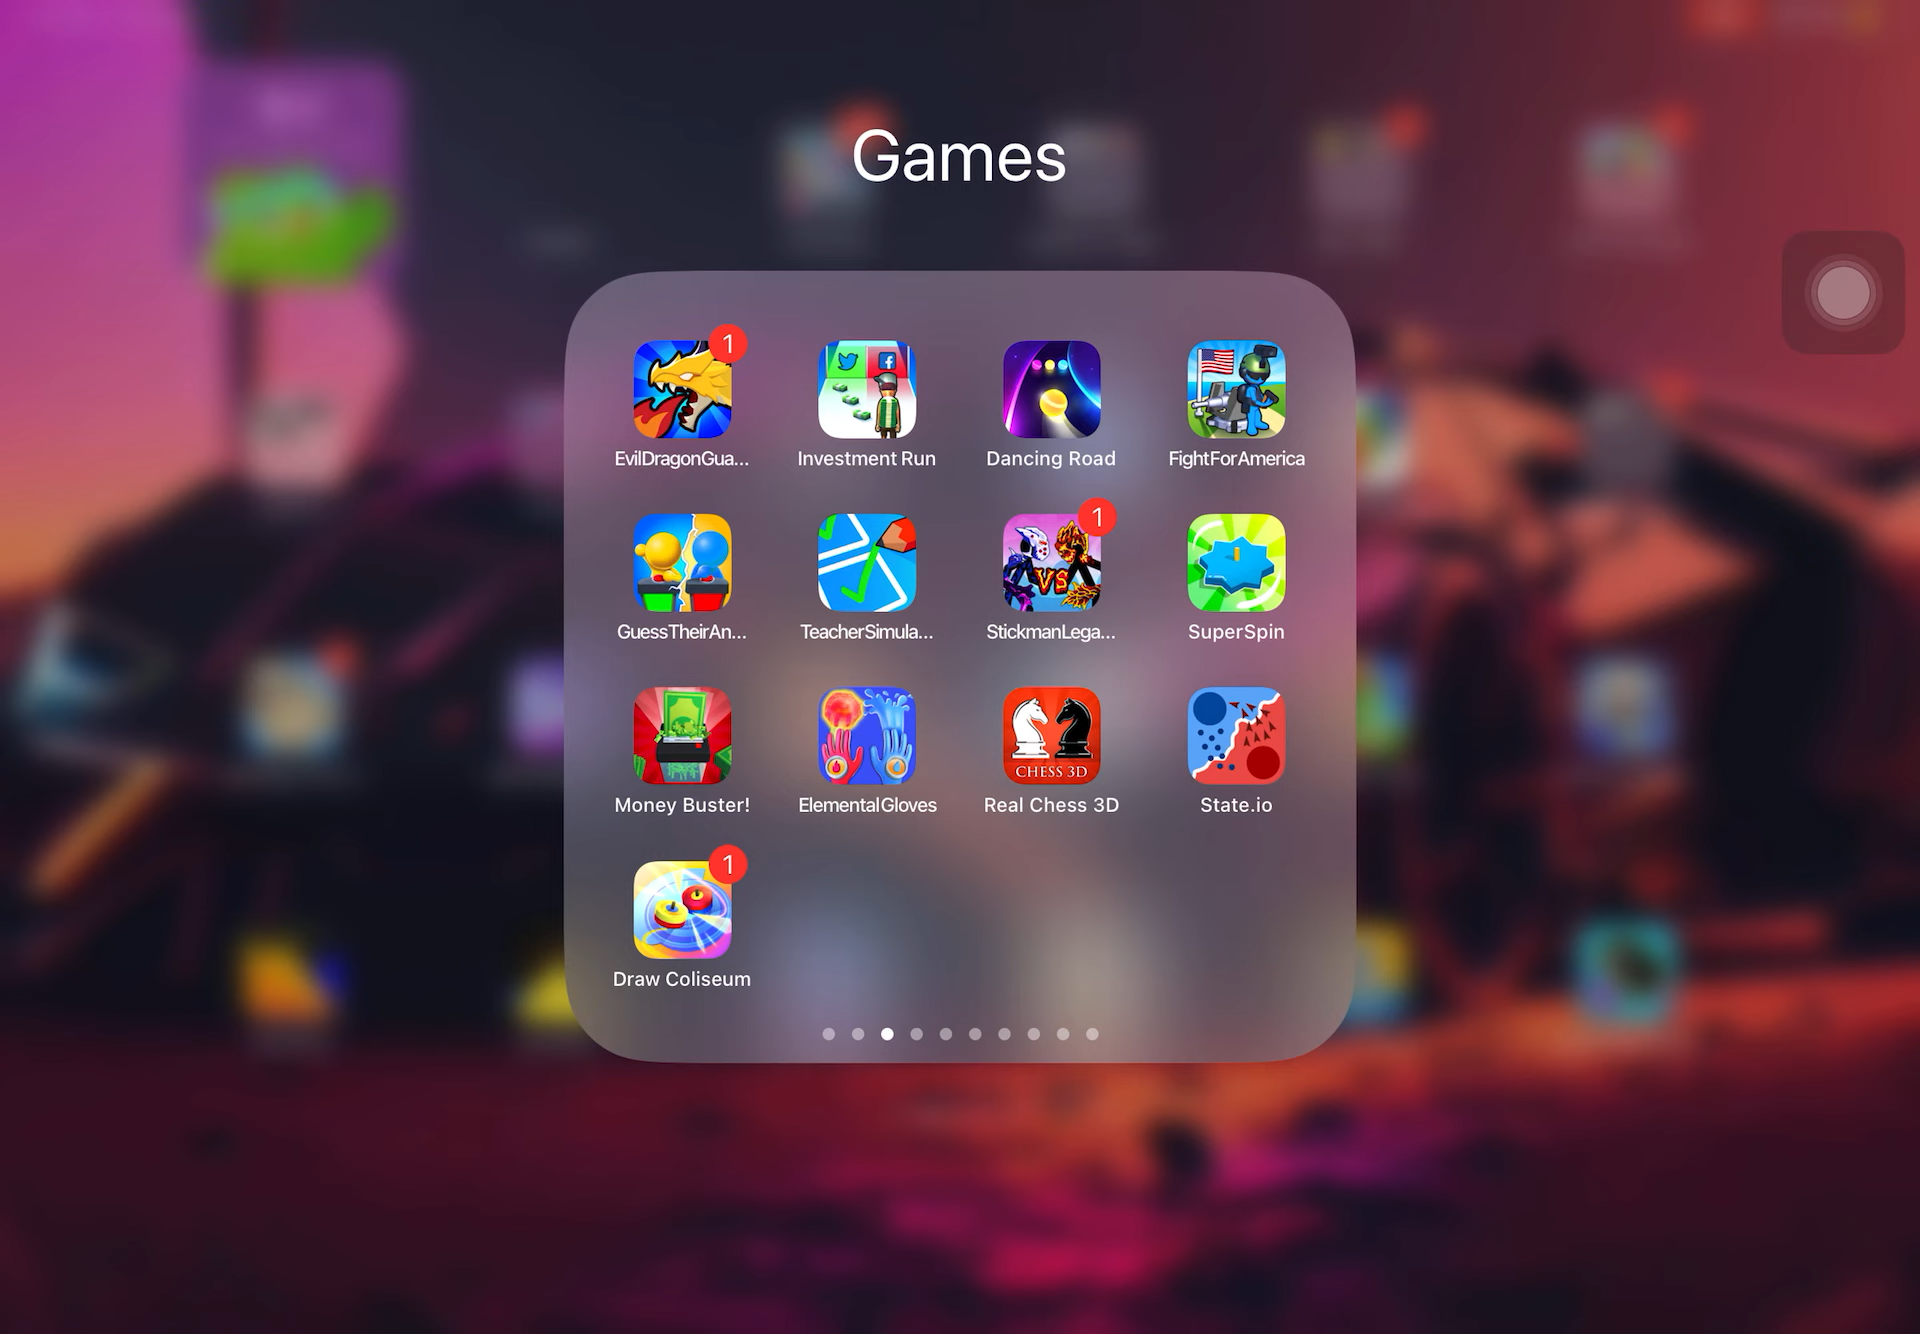 Games
1
EvilDragonGua...
Investment Run
Dancing Road
FightForAmerica
GuessTheirAn...
TeacherSimula...
1
VS
StickmanLega...
SuperSpin
Money Buster!
ElementalGloves
CHESS 3D
Real Chess 3D
State.io
1
Draw Coliseum